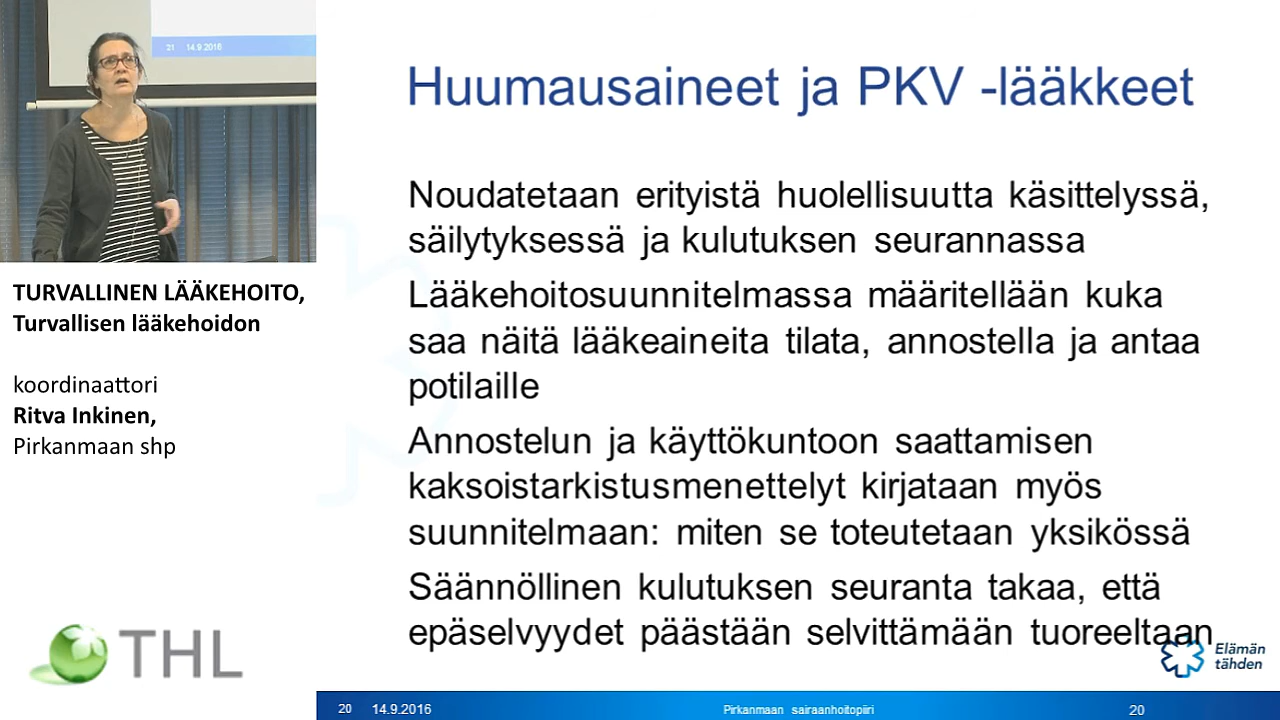 21 14.9.2016
TURVALLINEN LÄÄKEHOITO,
Turvallisen lääkehoidon
koordinaattori
Ritva Inkinen,
Pirkanmaan shp
THL
Huumausaineet ja PKV -lääkkeet
Noudatetaan erityistä huolellisuutta käsittelyssä,
säilytyksessä ja kulutuksen seurannassa
Lääkehoitosuunnitelmassa määritellään kuka
saa näitä lääkeaineita tilata, annostella ja antaa
potilaille
Annostelun ja käyttökuntoon saattamisen
kaksoistarkistusmenettelyt kirjataan myös
suunnitelmaan: miten se toteutetaan yksikössä
Säännöllinen kulutuksen seuranta takaa, että
epäselvyydet päästään selvittämään tuoreeltaan
Elämän
tähden
20 14.9.2016 Pirkanmaan sairaanhoitopiiri 20